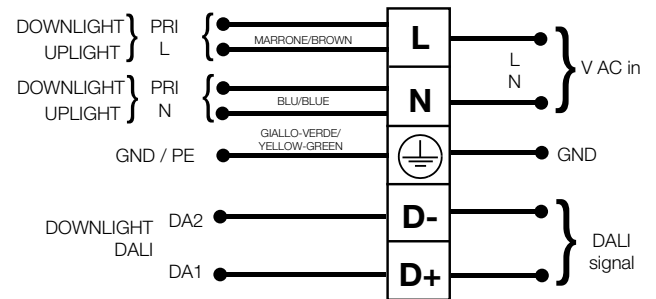 DOWNLIGHT PRI
UPLIGHT L
MARRONE/BROWN
L
L
N
V AC in
DOWNLIGHT PRI
UPLIGHT N
BLU/BLUE
N
GIALLO-VERDE/
YELLOW-GREEN
GND / PE
GND
DOWNLIGHT
DALI
DA2
D-
DA1
D+
DALI
signal